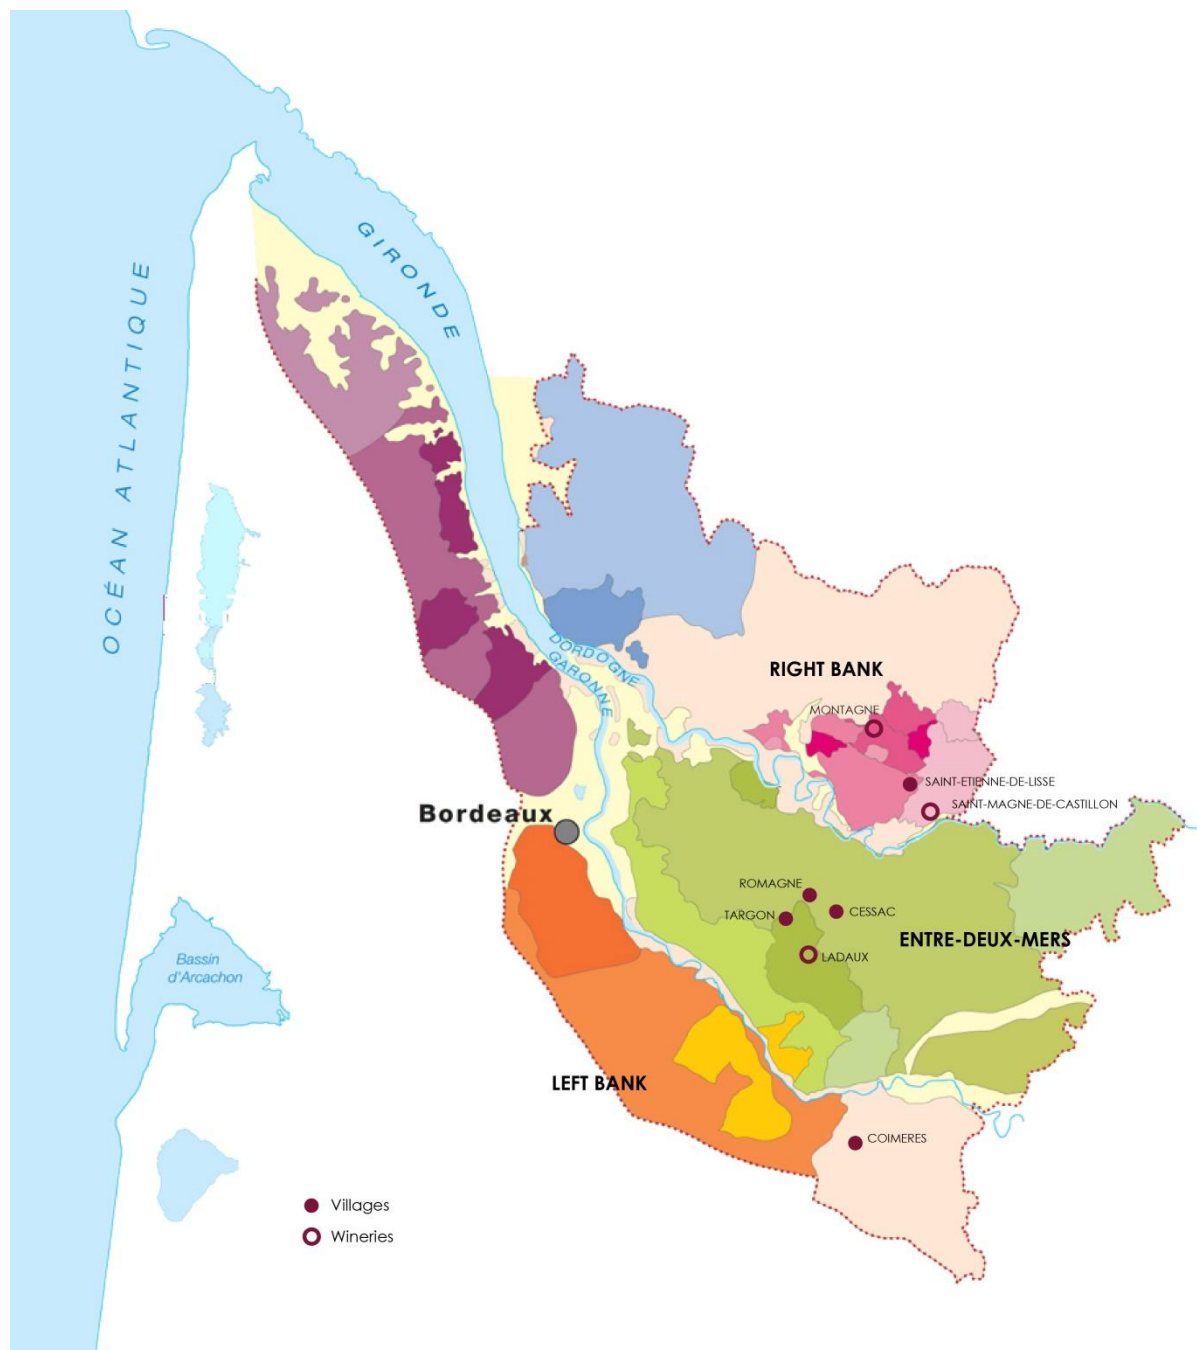 GIRONDE
OCÉAN ATLANTIQUE
DORDOGNE
GARONNE
RIGHT BANK
MONTAGNE
SAINT-ETIENNE-DE-LISSE
SAINT-MAGNE-DE-CASTILLON
Bordeaux
ROMAGNE
CESSAC
TARGON
ENTRE-DEUX-MERS
LADAUX
Bassin
d'Arcachon
LEFT BANK
COIMERES
Villages
Wineries